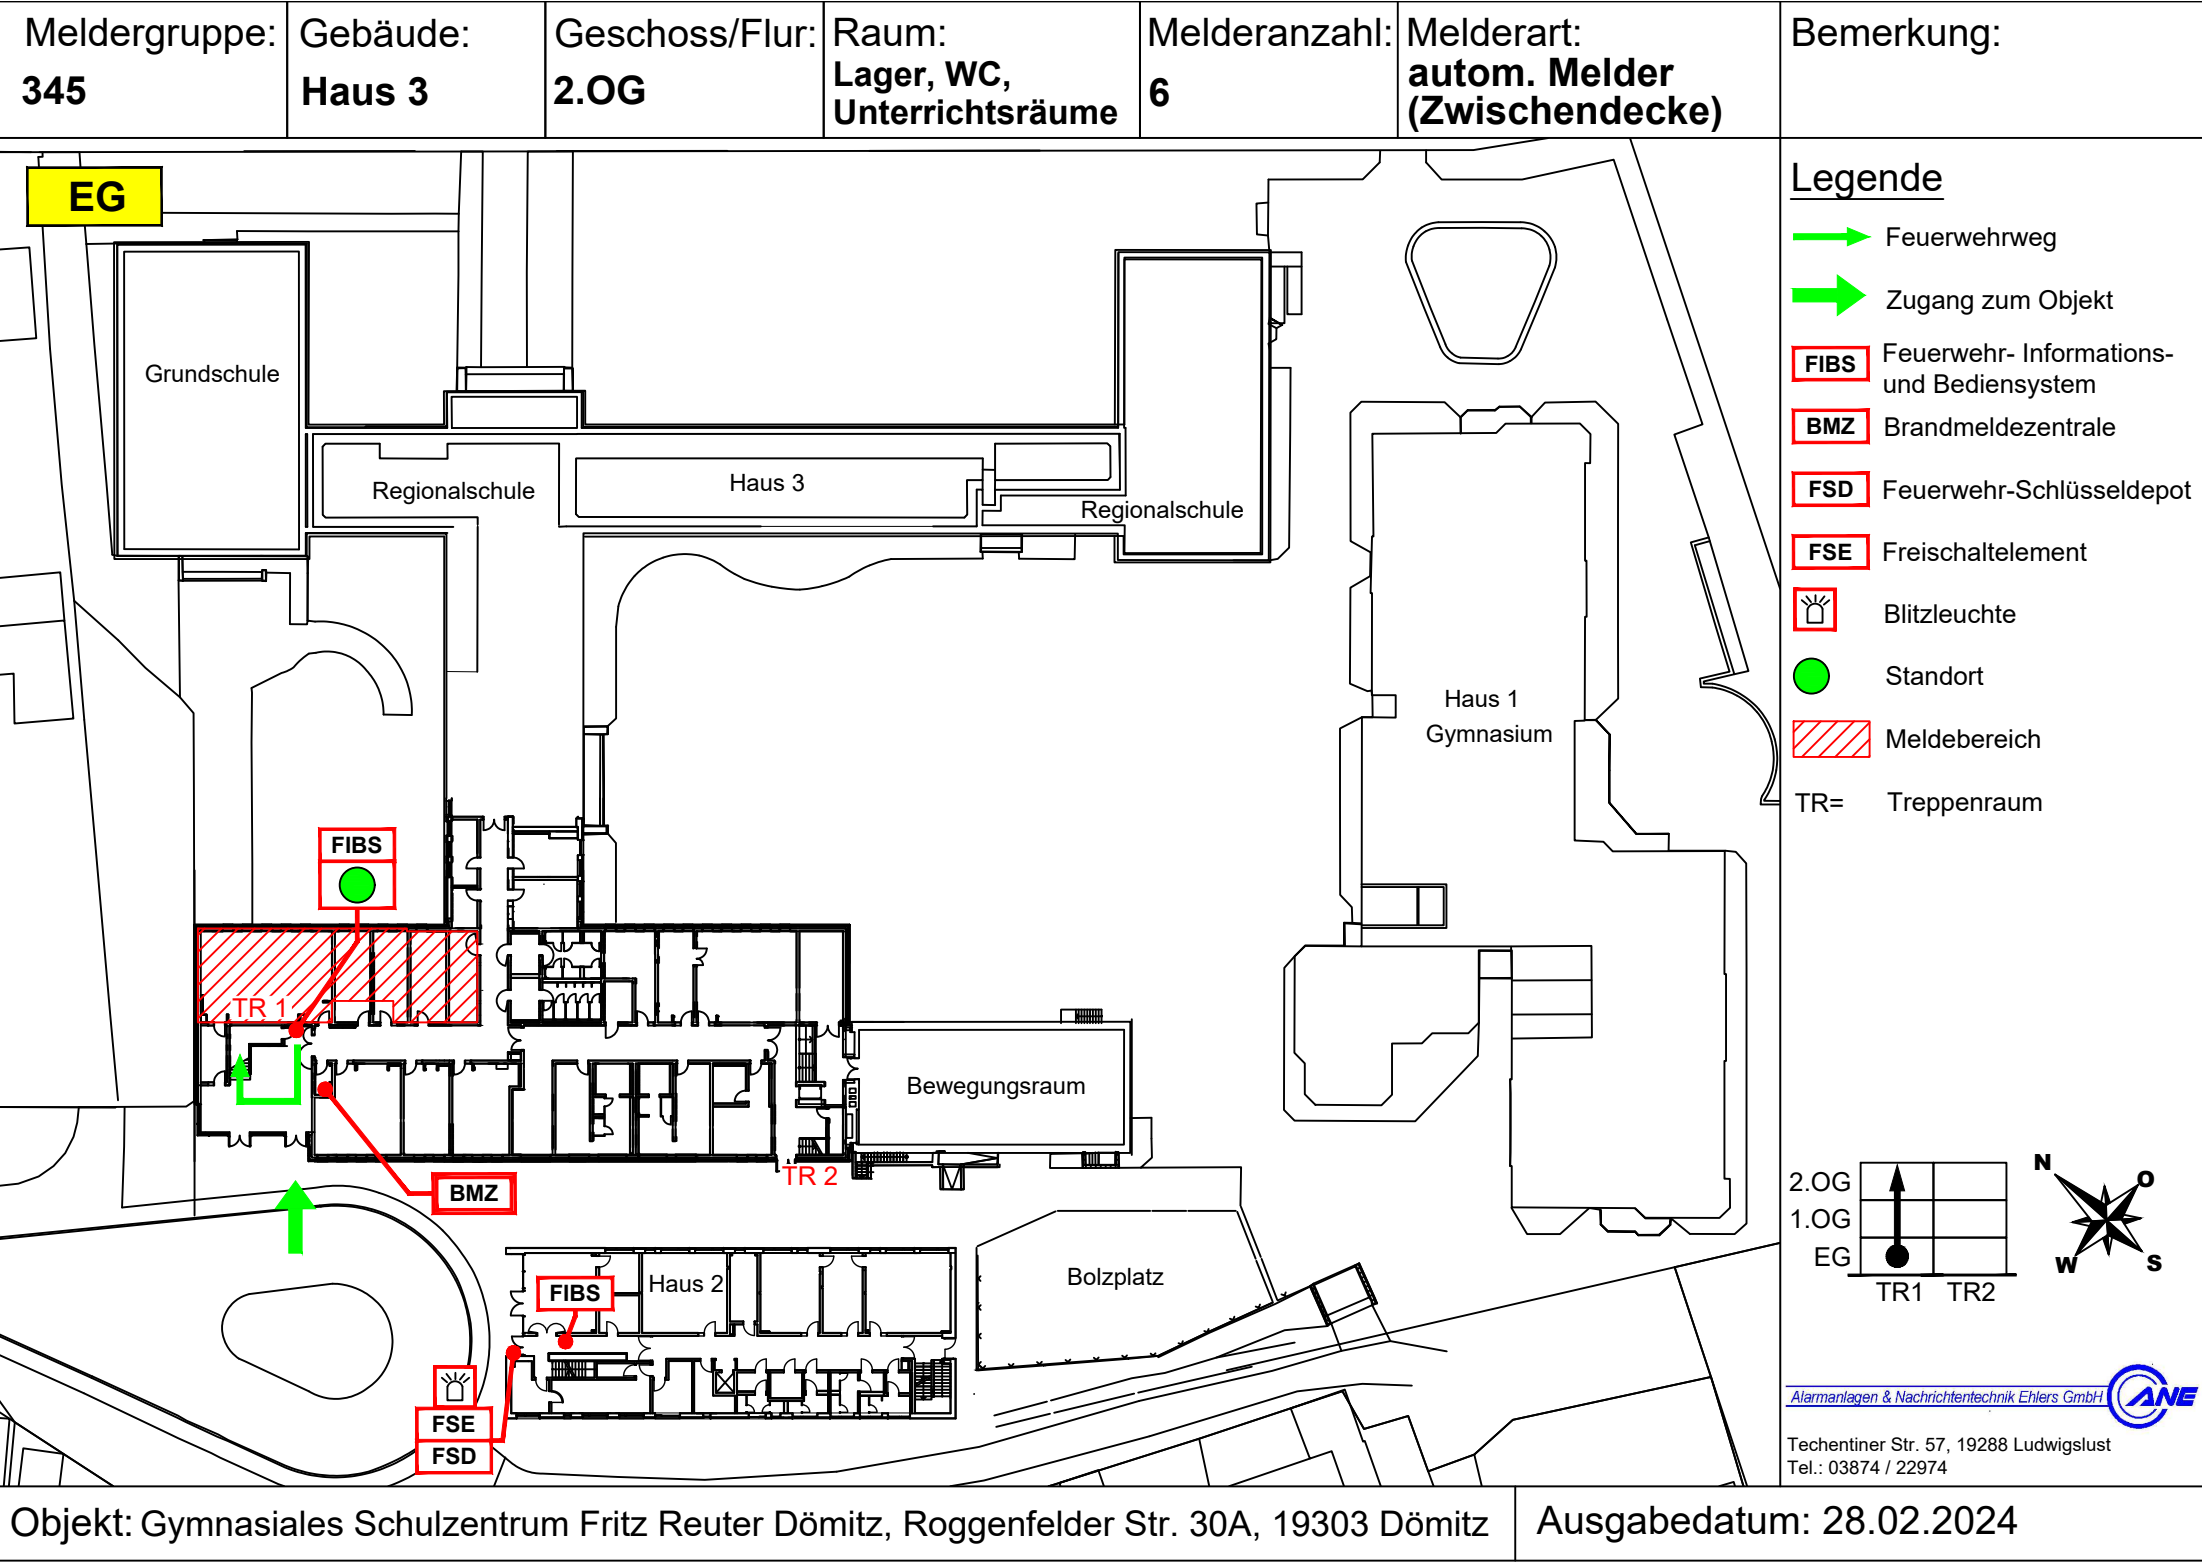 Meldergruppe:
345
Gebäude:
Haus 3
Geschoss/Flur:
2.OG
Raum:
Lager, WC,
Unterrichtsräume
Melderanzahl:
6
Melderart:
autom. Melder
(Zwischendecke)
Bemerkung:
EG
Grundschule
Regionalschule
Haus 3
Regionalschule
Haus 1
Gymnasium
FIBS
TR 1
Bewegungsraum
BMZ
TR 2
FIBS
Haus 2
Bolzplatz
FSE
FSD
Legende
Feuerwehrweg
Zugang zum Objekt
FIBS
Feuerwehr- Informations-
und Bediensystem
BMZ
Brandmeldezentrale
FSD
Feuerwehr-Schlüsseldepot
FSE
Freischaltelement
Blitzleuchte
Standort
Meldebereich
TR=
Treppenraum
2.OG
1.OG
EG
TR1
TR2
N
O
W
S
Alarmanlagen & Nachrichtentechnik Ehlers GmbH
ANE
Techentiner Str. 57, 19288 Ludwigslust
Tel.: 03874 / 22974
Objekt: Gymnasiales Schulzentrum Fritz Reuter Dömitz, Roggenfelder Str. 30A, 19303 Dömitz
Ausgabedatum: 28.02.2024